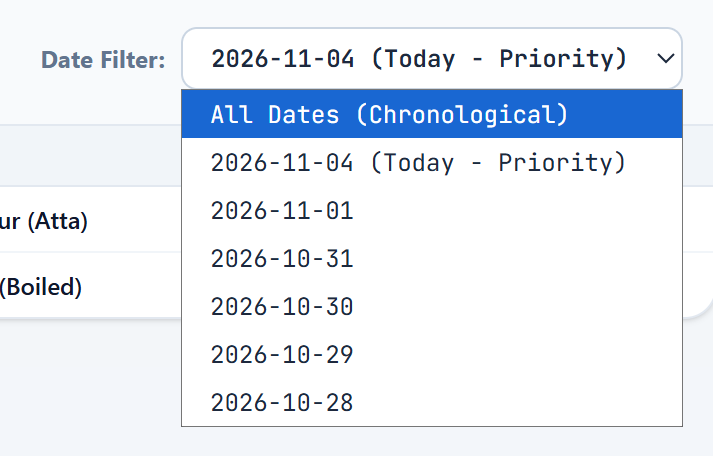 Date Filter: 2026-11-04 (Today - Priority)
All Dates (Chronological)
2026-11-04 (Today - Priority)
2026-11-01
ur (Atta)
2026-10-31
(Boiled)
2026-10-30
2026-10-29
2026-10-28